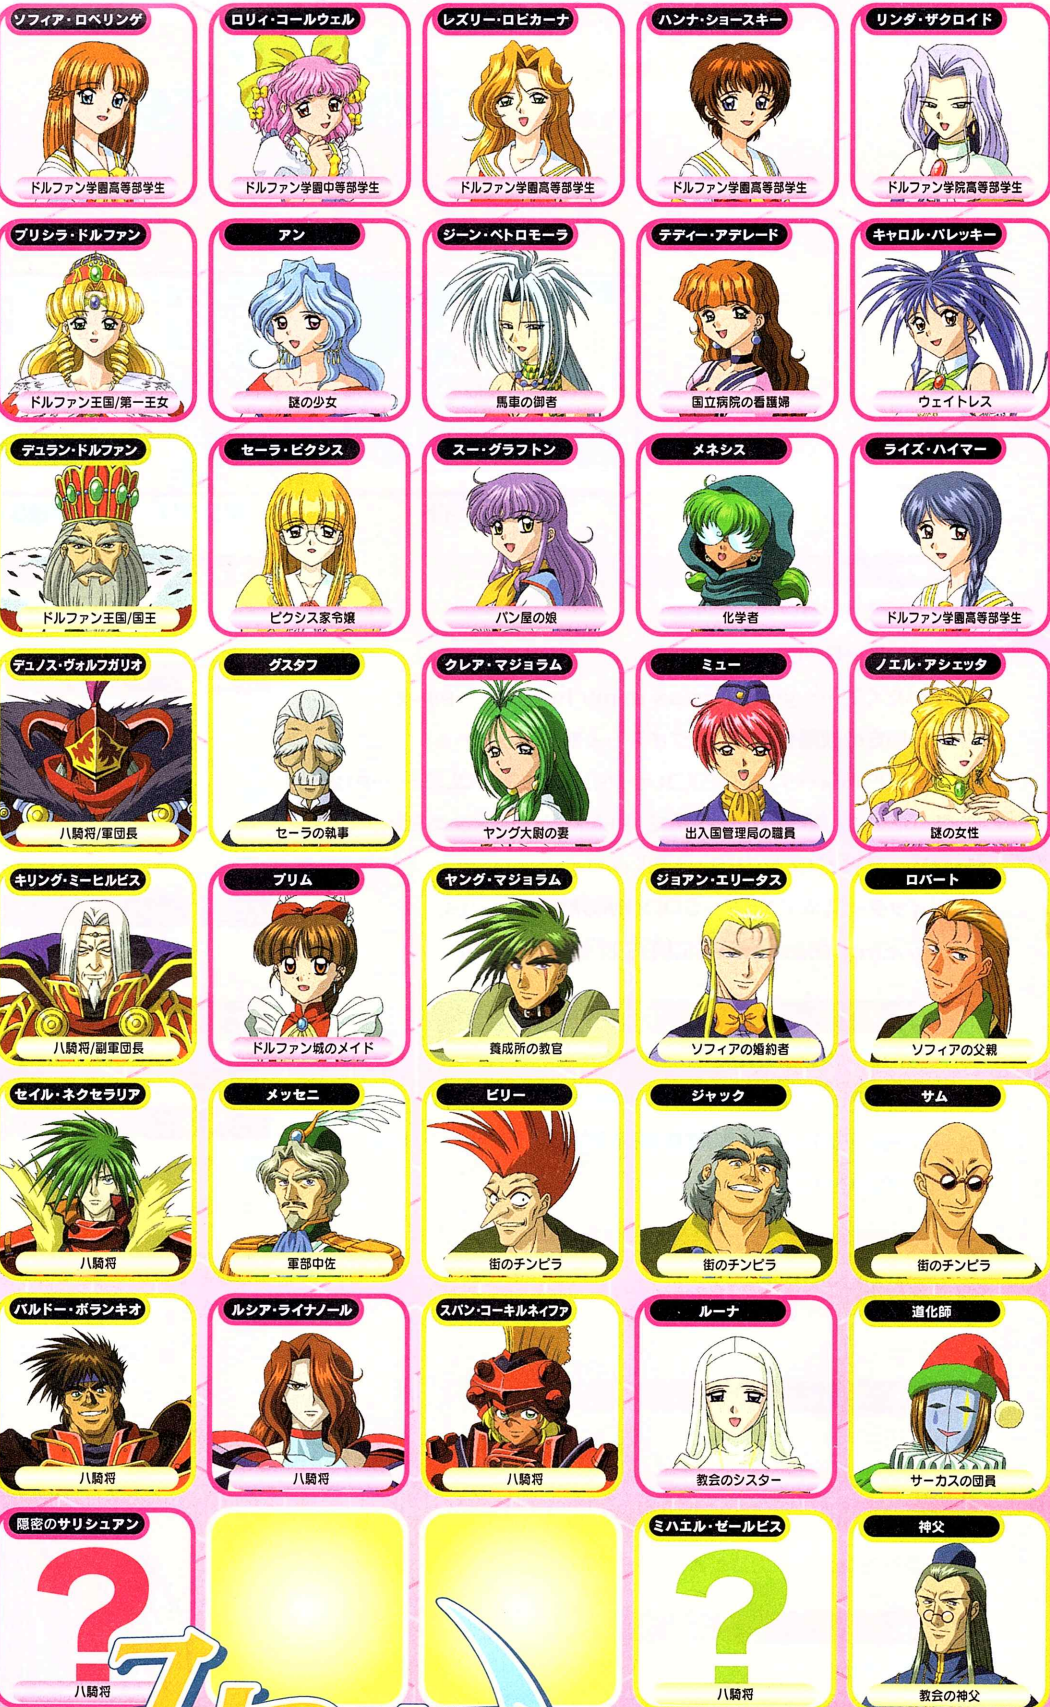 ソフィア・ロベリンゲ
ドルファン学園高等部学生
ロリィ・コールウェル
ドルファン学園中等部学生
レズリー・ロピカーナ
ドルファン学園高等部学生
ハンナ・ショースキー
ドルファン学園高等部学生
リンダ・ザクロイド
ドルファン学院高等部学生
プリシラ・ドルファン
ドルファン王国/第一王女
アン
謎の少女
ジーン・ペトロモーラ
馬車の御者
テディー・アデレード
国立病院の看護婦
キャロル・パレッキー
ウェイトレス
デュラン・ドルファン
ドルファン王国/国王
セーラ・ピクシス
ピクシス家令嬢
スー・グラフトン
パン屋の娘
メネシス
化学者
ライズ・ハイマー
ドルファン学園高等部学生
デュノス・ヴォルフガリオ
八騎将/軍団長
グスタフ
セーラの執事
クレア・マジョラム
ヤング大尉の妻
ミュー
出入国管理局の職員
ノエル・アシェッタ
謎の女性
キリング・ミーヒルビス
八騎将/副軍団長
プリム
ドルファン城のメイド
ヤング・マジョラム
養成所の教官
ジョアン・エリータス
ソフィアの婚約者
ロバート
ソフィアの父親
セイル・ネクセラリア
八騎将
メッセニ
軍部中佐
ビリー
街のチンピラ
ジャック
街のチンピラ
サム
街のチンピラ
バルドー・ボランキオ
八騎将
ルシア・ライナノール
八騎将
スパン・コーキルネイファ
八騎将
ルーナ
教会のシスター
道化師
サーカスの団員
隠密のサリシュアン
?
八騎将
ミハエル・ゼールビス
?
八騎将
神父
教会の神父